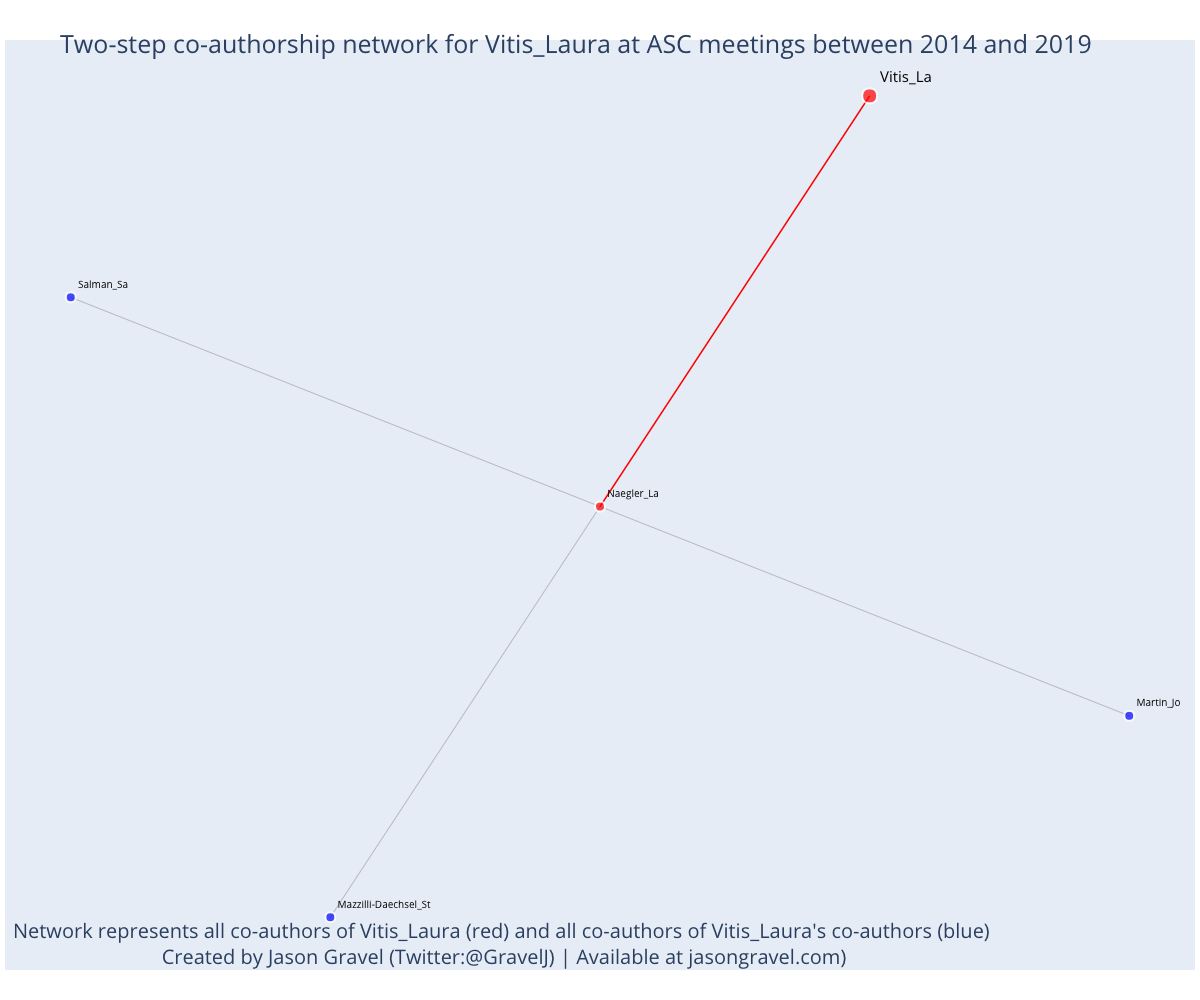 Two-step co-authorship network for Vitis_Laura at ASC meetings between 2014 and 2019
Vitis_La
Salman_Sa
Naegler_La
Martin_Jo
Mazzilli-Daechsel_St
Network represents all co-authors of Vitis_Laura (red) and all co-authors of Vitis_Laura's co-authors (blue)
Created by Jason Gravel (Twitter:@GravelJ) | Available at jasongravel.com)